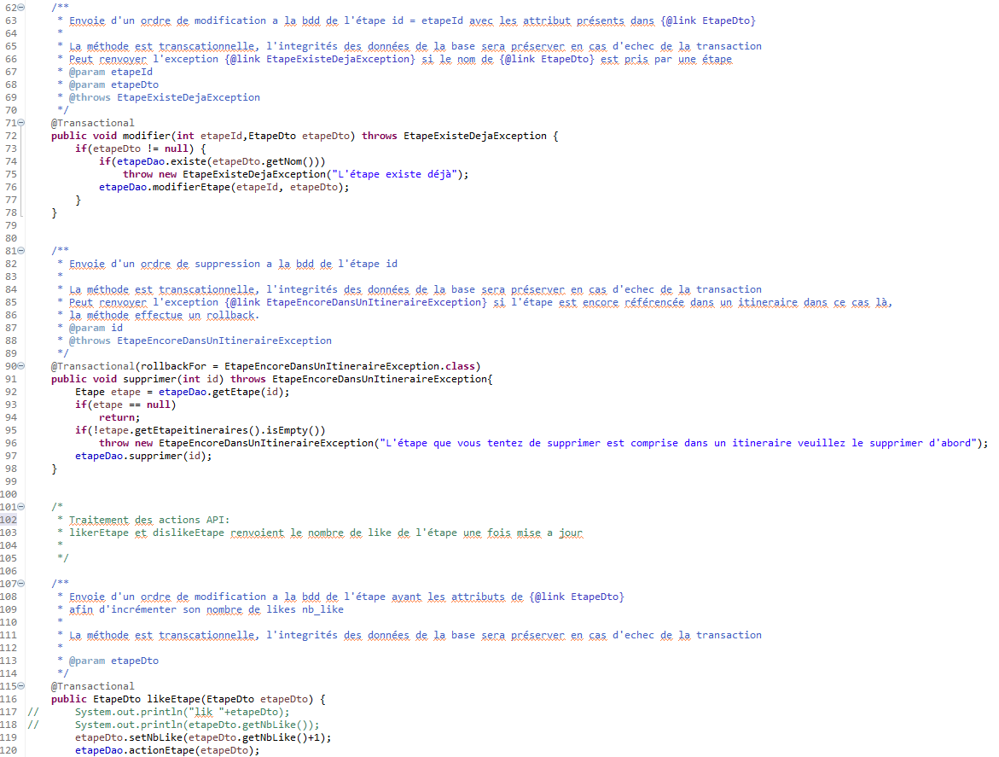 62 /**
63 * Envoie d'un ordre de modification a la bdd de l'étape id = etapeId avec les attribut présents dans {@link EtapeDto}
64 *
65 * La méthode est transcationnelle, l'integrités des données de la base sera préserver en cas d'echec de la transaction
66 * Peut renvoyer l'exception {@link EtapeExisteDejaException} si le nom de {@link EtapeDto} est pris par une étape
67 * @param etapeId
68 * @param etapeDto
69 * @throws EtapeExisteDejaException
70 */
71 @Transactional
72 public void modifier(int etapeId,EtapeDto etapeDto) throws EtapeExisteDejaException {
73 if(etapeDto != null) {
74 if(etapeDao.existe(etapeDto.getNom()))
75 throw new EtapeExisteDejaException("L'étape existe déjà");
76 etapeDao.modifierEtape(etapeId, etapeDto);
77 }
78 }
79
80
81 /**
82 * Envoie d'un ordre de suppression a la bdd de l'étape id
83 *
84 * La méthode est transcationnelle, l'integrités des données de la base sera préserver en cas d'echec de la transaction
85 * Peut renvoyer l'exception {@link EtapeEncoreDansUnItineraireException} si l'étape est encore référencée dans un itineraire dans ce cas là,
86 * la méthode effectue un rollback.
87 * @param id
88 * @throws EtapeEncoreDansUnItineraireException
89 */
90 @Transactional(rollbackFor = EtapeEncoreDansUnItineraireException.class)
91 public void supprimer(int id) throws EtapeEncoreDansUnItineraireException{
92 Etape etape = etapeDao.getEtape(id);
93 if(etape == null)
94 return;
95 if(!etape.getEtapeitineraires().isEmpty())
96 throw new EtapeEncoreDansUnItineraireException("L'étape que vous tentez de supprimer est comprise dans un itineraire veuillez le supprimer d'abord");
97 etapeDao.supprimer(id);
98 }
99
100
101 /*
102 * Traitement des actions API:
103 * likerEtape et dislikeEtape renvoient le nombre de like de l'étape une fois mise a jour
104 *
105 */
106
107 /**
108 * Envoie d'un ordre de modification a la bdd de l'étape ayant les attributs de {@link EtapeDto}
109 * afin d'incrémenter son nombre de likes nb_like
110 *
111 * La méthode est transcationnelle, l'integrités des données de la base sera préserver en cas d'echec de la transaction
112 *
113 * @param etapeDto
114 */
115 @Transactional
116 public EtapeDto likeEtape(EtapeDto etapeDto) {
117 // System.out.println("lik "+etapeDto);
118 // System.out.println(etapeDto.getNbLike());
119 etapeDto.setNbLike(etapeDto.getNbLike()+1);
120 etapeDao.actionEtape(etapeDto);